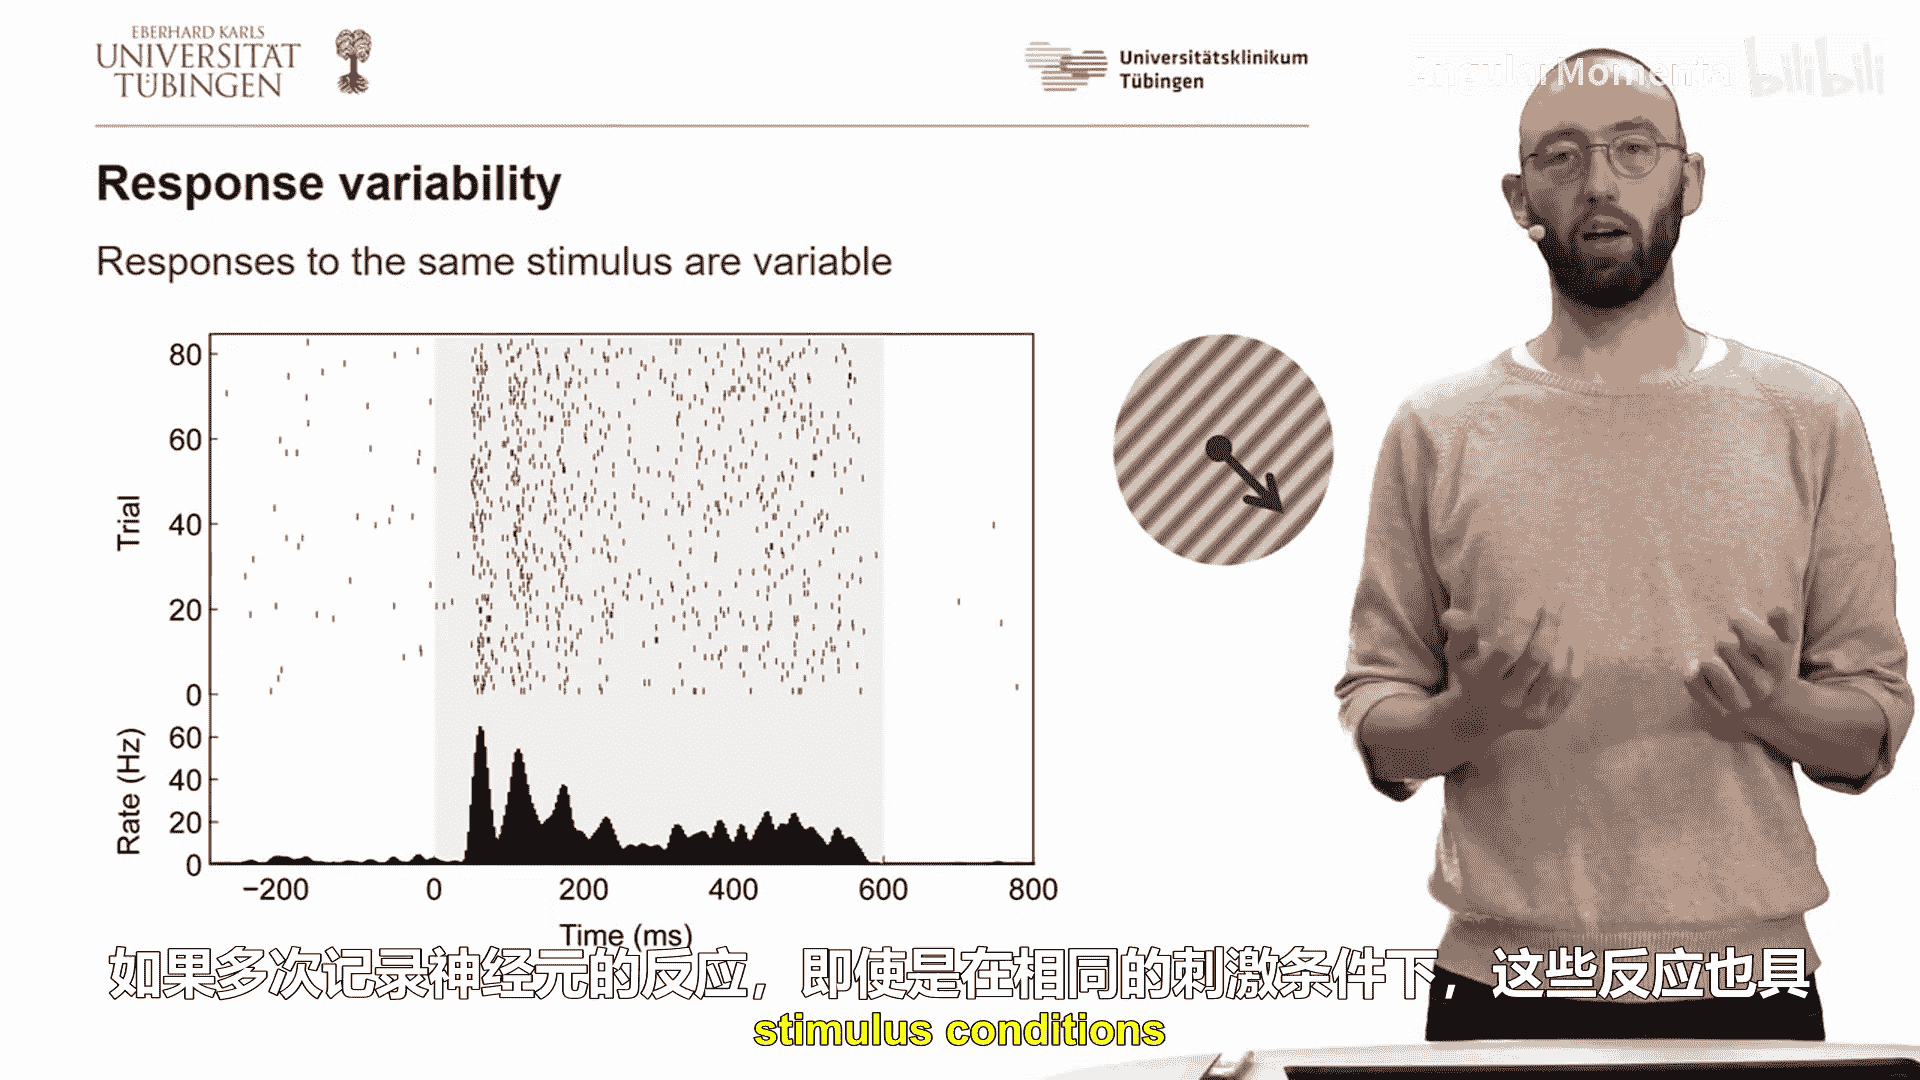 EBERHARD KARLS
UNIVERSITÄT
TÜBINGEN
Universitätsklinikum
Tübingen
Angular Momenta bilibili
Response variability
Responses to the same stimulus are variable
Trial
80
60
40
20
0
Rate (Hz)
60
40
20
0
−200 0 200 400 600 800
Time (ms)
如果多次记录神经元的反应，即使是在相同的刺激条件下，这些反应也具
stimulus conditions